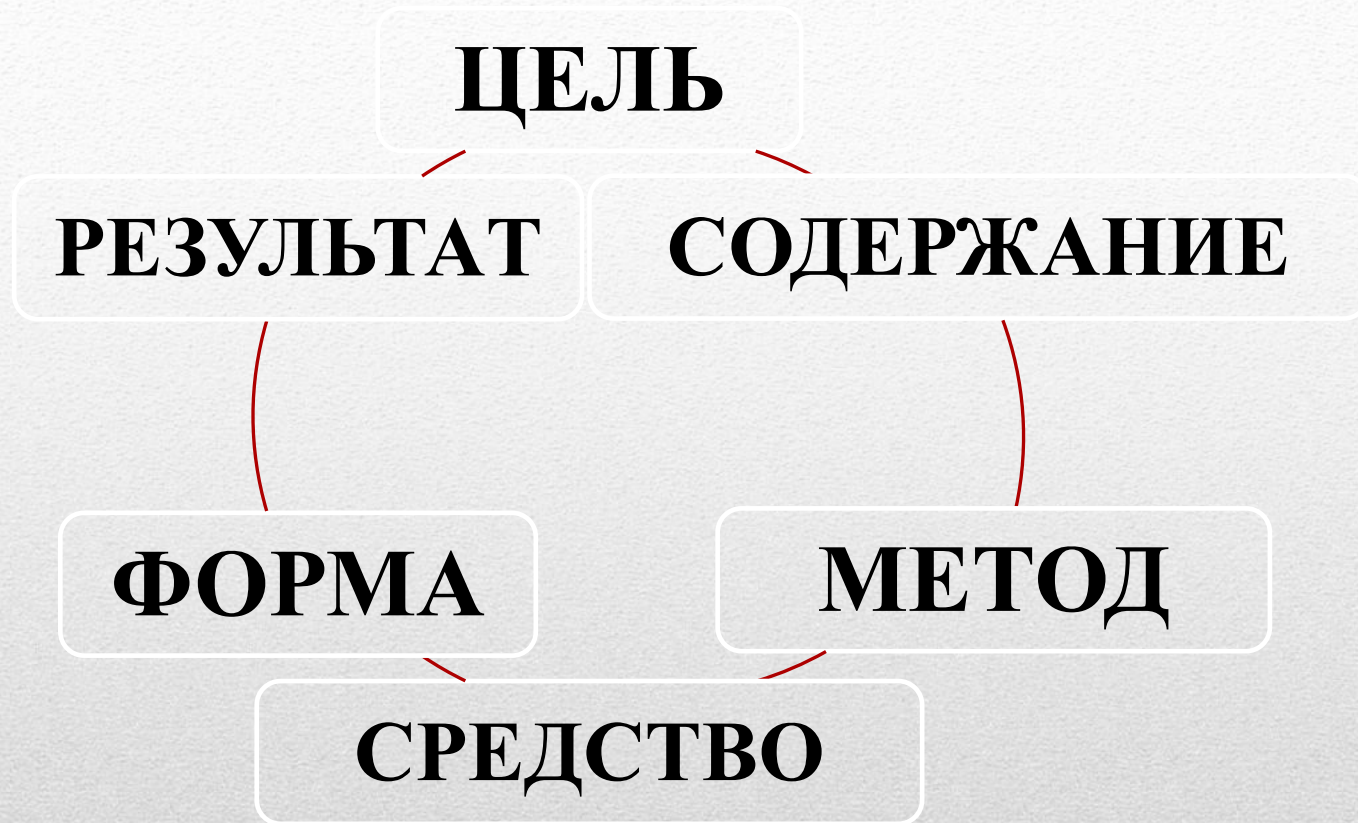 ЦЕЛЬ
РЕЗУЛЬТАТ
СОДЕРЖАНИЕ
ФОРМА
МЕТОД
СРЕДСТВО